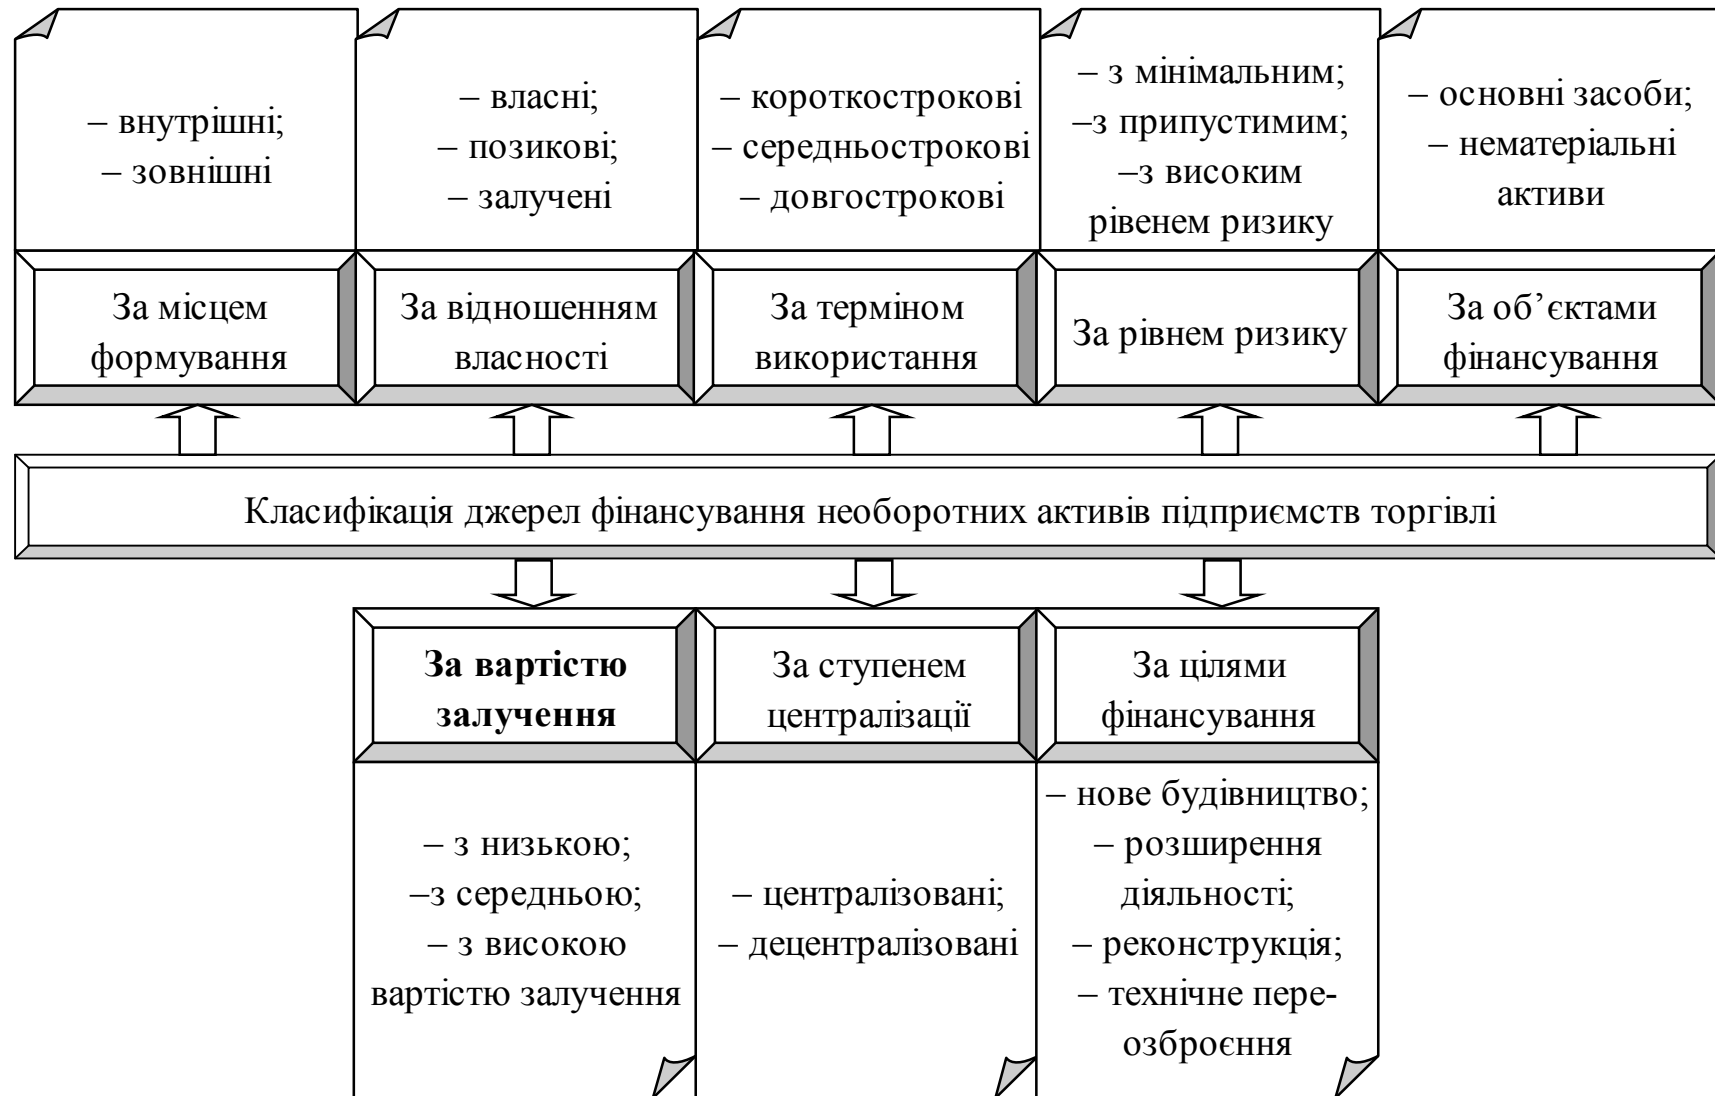 – внутрішні;
– зовнішні
– власні;
– позикові;
– залучені
– короткострокові
– середньострокові
– довгострокові
– з мінімальним;
–з припустимим;
–з високим
рівенем ризику
– основні засоби;
– нематеріальні
активи
За місцем
формування
За відношенням
власності
За терміном
використання
За рівнем ризику
За об’єктами
фінансування
Класифікація джерел фінансування необоротних активів підприємств торгівлі
За вартістю
залучення
За ступенем
централізації
За цілями
фінансування
– з низькою;
–з середньою;
– з високою
вартістю залучення
– централізовані;
– децентралізовані
– нове будівництво;
– розширення
діяльності;
– реконструкція;
– технічне пере-
озброєння